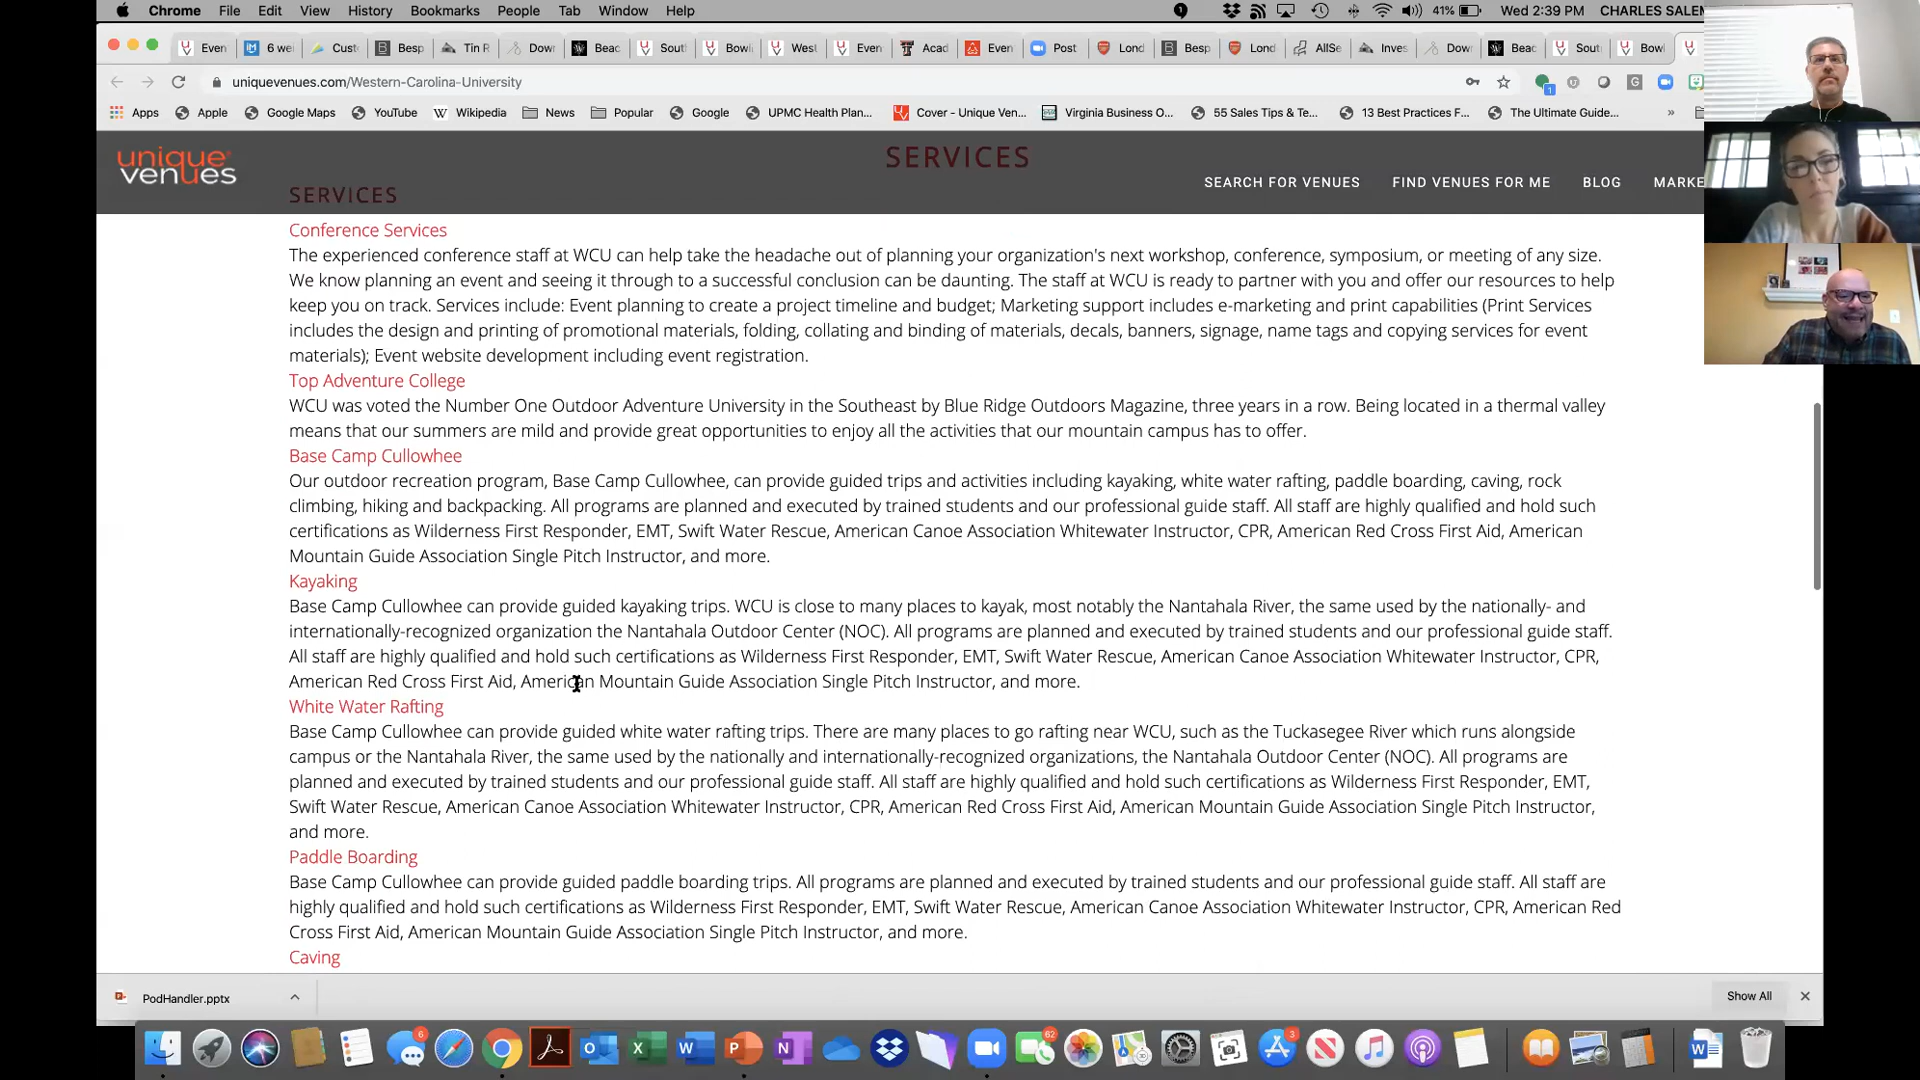 Chrome File Edit View History Bookmarks People Tab Window Help 41% Wed 2:39 PM CHARLES SALEM
Even 6 wei Custo Besp Tin R Dow Beac Sout Bowli West Even Acad Even Post Lond Besp Lond AllSe Inves Dow Beac Sout Bowl
uniquevenues.com/Western-Carolina-University
Apps Apple Google Maps YouTube Wikipedia News Popular Google UPMC Health Plan... Cover - Unique Ven... Virginia Business O... 55 Sales Tips & Te... 13 Best Practices F... The Ultimate Guide... »
unique venues
SERVICES
SEARCH FOR VENUES FIND VENUES FOR ME BLOG MARKE
SERVICES
Conference Services
The experienced conference staff at WCU can help take the headache out of planning your organization's next workshop, conference, symposium, or meeting of any size.
We know planning an event and seeing it through to a successful conclusion can be daunting. The staff at WCU is ready to partner with you and offer our resources to help
keep you on track. Services include: Event planning to create a project timeline and budget; Marketing support includes e-marketing and print capabilities (Print Services
includes the design and printing of promotional materials, folding, collating and binding of materials, decals, banners, signage, name tags and copying services for event
materials); Event website development including event registration.
Top Adventure College
WCU was voted the Number One Outdoor Adventure University in the Southeast by Blue Ridge Outdoors Magazine, three years in a row. Being located in a thermal valley
means that our summers are mild and provide great opportunities to enjoy all the activities that our mountain campus has to offer.
Base Camp Cullowhee
Our outdoor recreation program, Base Camp Cullowhee, can provide guided trips and activities including kayaking, white water rafting, paddle boarding, caving, rock
climbing, hiking and backpacking. All programs are planned and executed by trained students and our professional guide staff. All staff are highly qualified and hold such
certifications as Wilderness First Responder, EMT, Swift Water Rescue, American Canoe Association Whitewater Instructor, CPR, American Red Cross First Aid, American
Mountain Guide Association Single Pitch Instructor, and more.
Kayaking
Base Camp Cullowhee can provide guided kayaking trips. WCU is close to many places to kayak, most notably the Nantahala River, the same used by the nationally- and
internationally-recognized organization the Nantahala Outdoor Center (NOC). All programs are planned and executed by trained students and our professional guide staff.
All staff are highly qualified and hold such certifications as Wilderness First Responder, EMT, Swift Water Rescue, American Canoe Association Whitewater Instructor, CPR,
American Red Cross First Aid, American Mountain Guide Association Single Pitch Instructor, and more.
White Water Rafting
Base Camp Cullowhee can provide guided white water rafting trips. There are many places to go rafting near WCU, such as the Tuckasegee River which runs alongside
campus or the Nantahala River, the same used by the nationally and internationally-recognized organizations, the Nantahala Outdoor Center (NOC). All programs are
planned and executed by trained students and our professional guide staff. All staff are highly qualified and hold such certifications as Wilderness First Responder, EMT,
Swift Water Rescue, American Canoe Association Whitewater Instructor, CPR, American Red Cross First Aid, American Mountain Guide Association Single Pitch Instructor,
and more.
Paddle Boarding
Base Camp Cullowhee can provide guided paddle boarding trips. All programs are planned and executed by trained students and our professional guide staff. All staff are
highly qualified and hold such certifications as Wilderness First Responder, EMT, Swift Water Rescue, American Canoe Association Whitewater Instructor, CPR, American Red
Cross First Aid, American Mountain Guide Association Single Pitch Instructor, and more.
Caving
PodHandler.pptx Show All